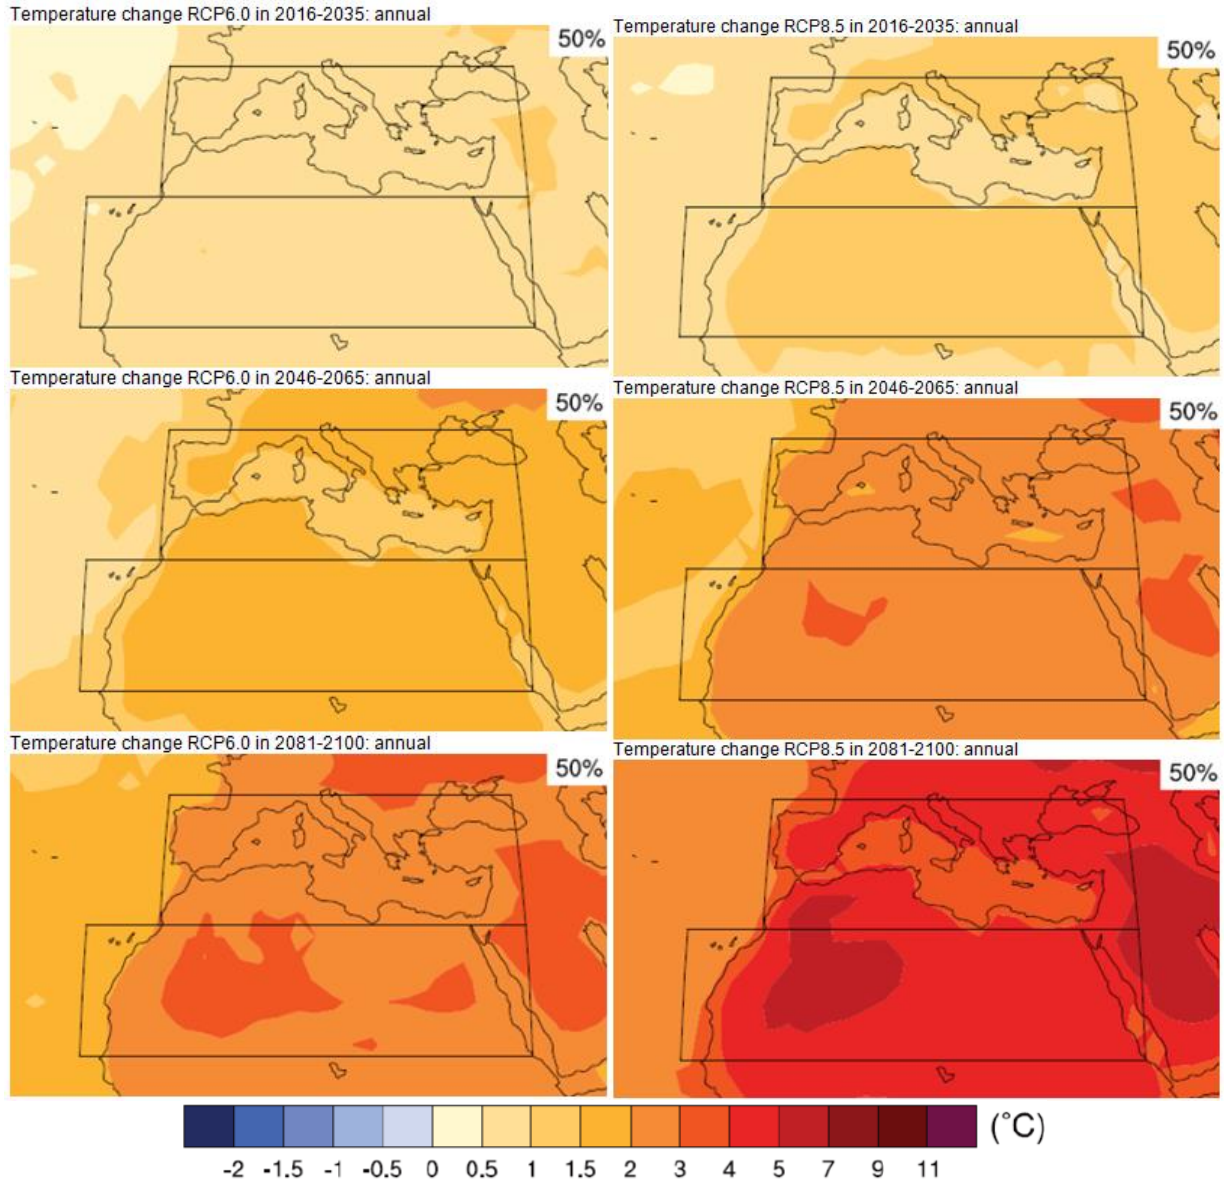 Temperature change RCP6.0 in 2016-2035: annual
50%
Temperature change RCP8.5 in 2016-2035: annual
50%
Temperature change RCP6.0 in 2046-2065: annual
50%
Temperature change RCP8.5 in 2046-2065: annual
50%
Temperature change RCP6.0 in 2081-2100: annual
50%
Temperature change RCP8.5 in 2081-2100: annual
50%
(°C)
-2 -1.5 -1 -0.5 0 0.5 1 1.5 2 3 4 5 7 9 11